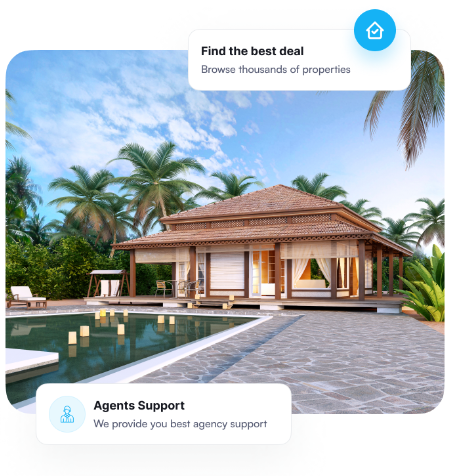 Find the best deal
Browse thousands of properties
Agents Support
We provide you best agency support